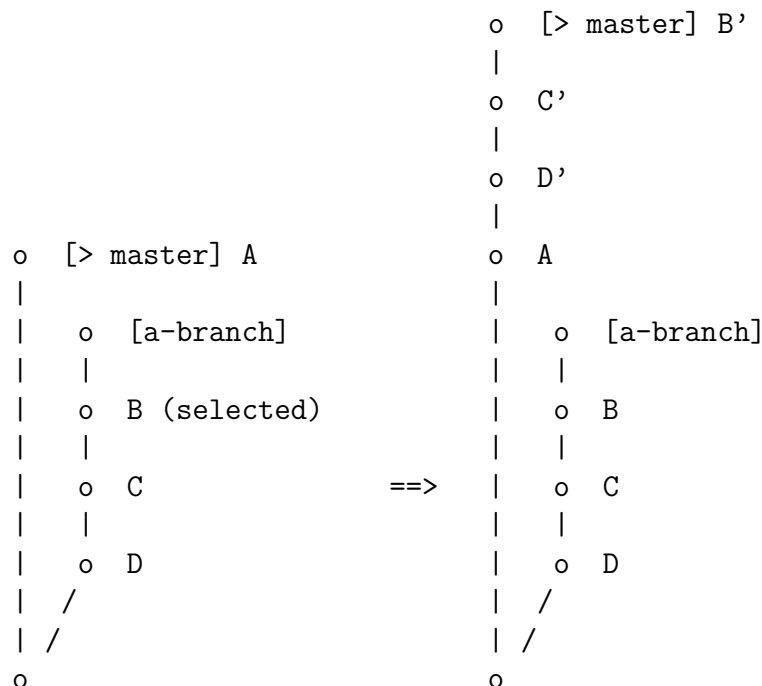 o [> master] B’
|
o C’
|
o D’
|
o [> master] A o A
| |
| o [a-branch] | o [a-branch]
| | | |
| o B (selected) | o B
| | | |
| o C ==> | o C
| | | |
| o D | o D
| / | /
| / | /
o o